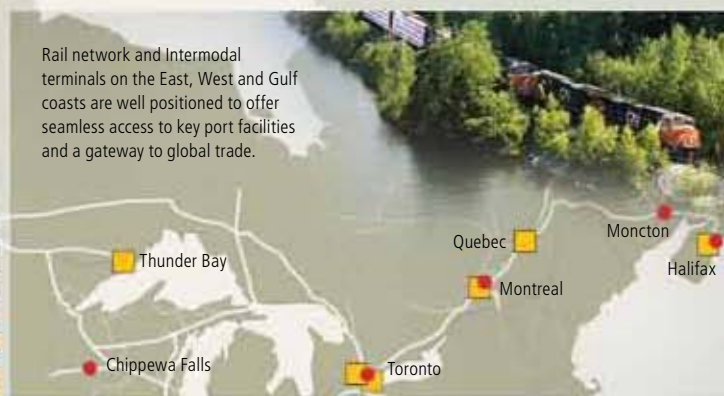 Rail network and Intermodal
terminals on the East, West and Gulf
coasts are well positioned to offer
seamless access to key port facilities
and a gateway to global trade.
Quebec
Moncton
Thunder Bay
Halifax
Montreal
Chippewa Falls
Toronto